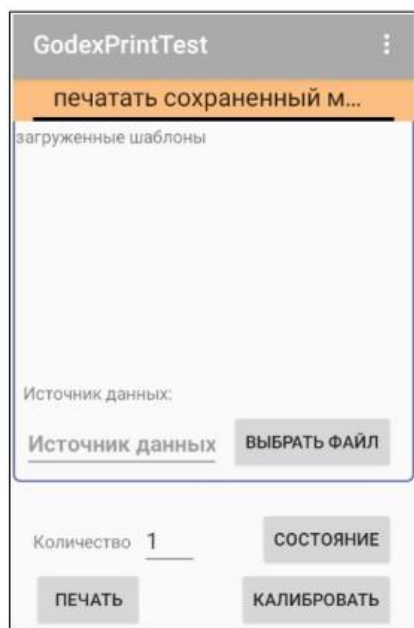 GodexPrintTest
печатать сохраненный м...
загруженные шаблоны
Источник данных:
Источник данных ВЫБРАТЬ ФАЙЛ
Количество 1 СОСТОЯНИЕ
ПЕЧАТЬ КАЛИБРОВАТЬ